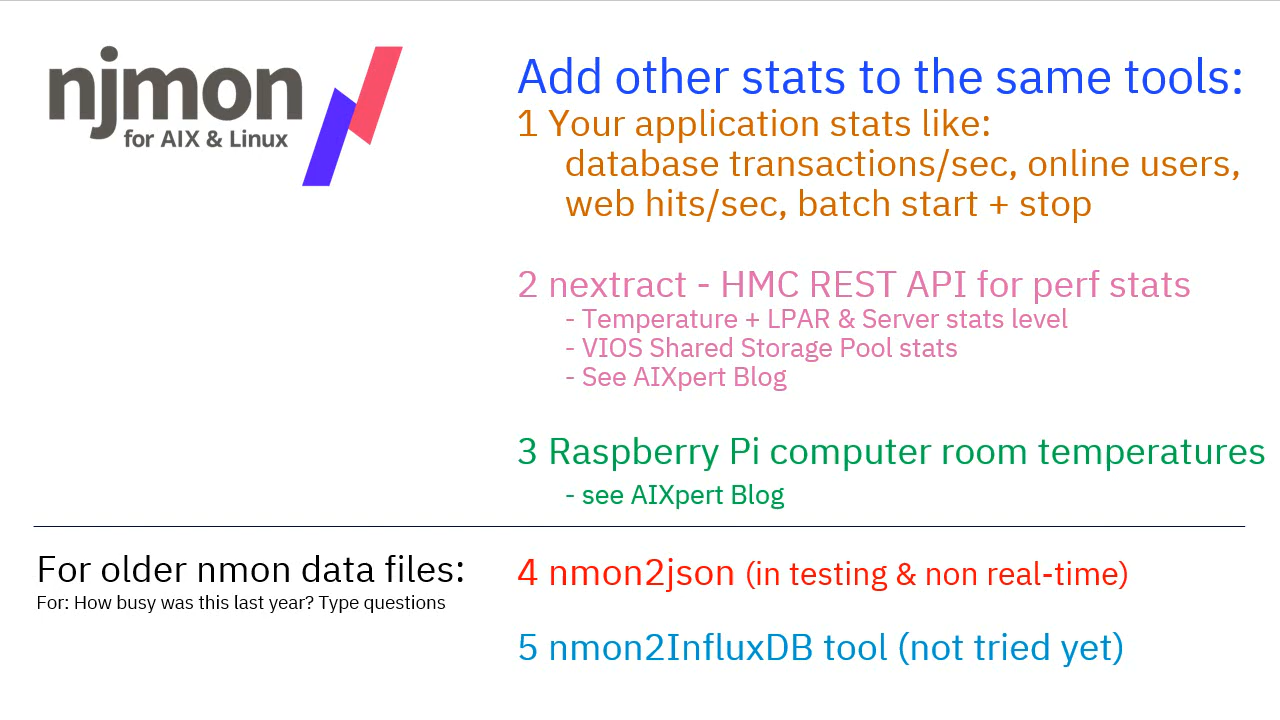 njmon
for AIX & Linux
Add other stats to the same tools:
1 Your application stats like:
database transactions/sec, online users,
web hits/sec, batch start + stop
2 nextract - HMC REST API for perf stats
- Temperature + LPAR & Server stats level
- VIOS Shared Storage Pool stats
- See AIXpert Blog
3 Raspberry Pi computer room temperatures
- see AIXpert Blog
For older nmon data files:
For: How busy was this last year? Type questions
4 nmon2json (in testing & non real-time)
5 nmon2InfluxDB tool (not tried yet)